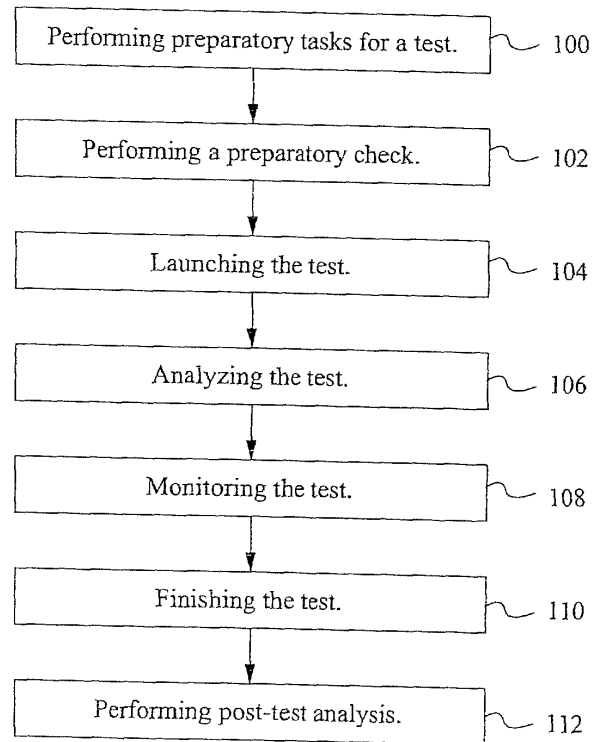 Performing preparatory tasks for a test. 100
Performing a preparatory check. 102
Launching the test. 104
Analyzing the test. 106
Monitoring the test. 108
Finishing the test. 110
Performing post-test analysis. 112